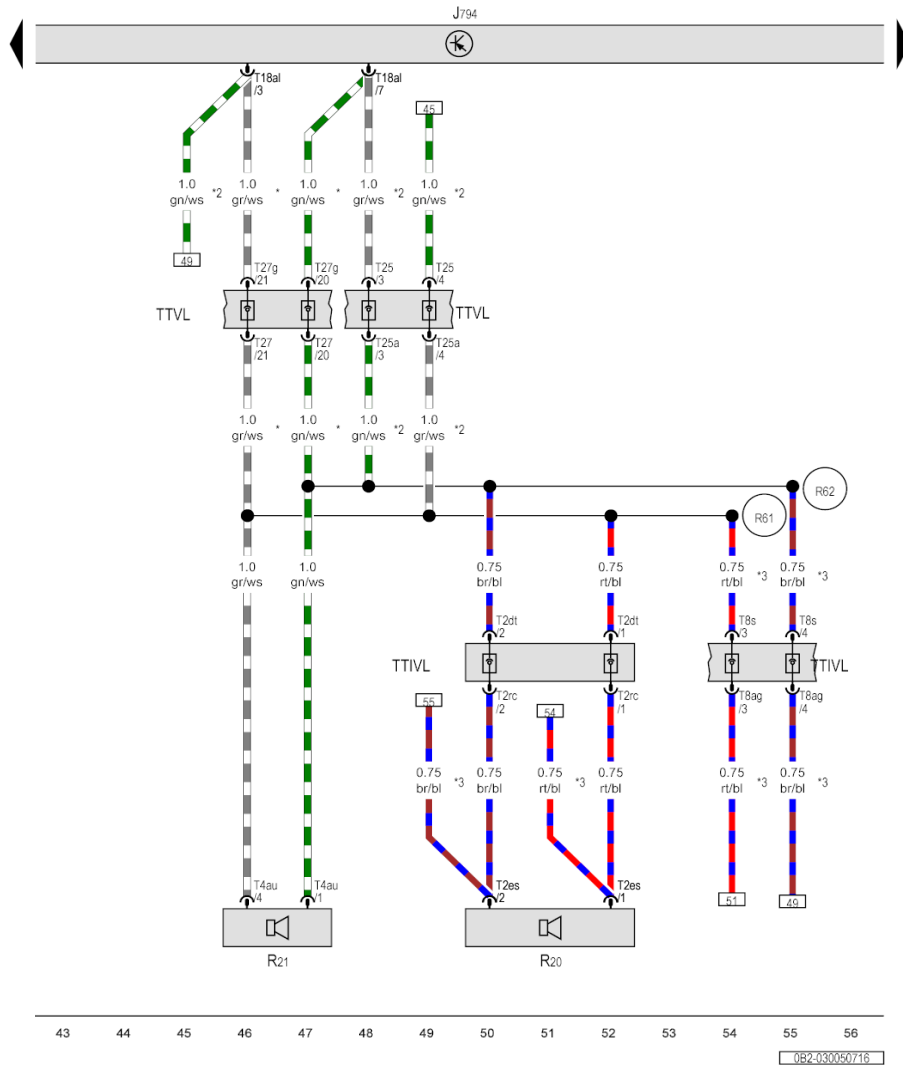 J794
T18al T18al
/3 /7
45
1.0 *2 1.0 * 1.0 * 1.0 *2 1.0 *2
gn/ws gr/ws gn/ws gr/ws gn/ws
49
T27g T27g T25 T25
/21 /20 /3 /4
TTVL TTVL
T27 T27 T25a T25a
/21 /20 /3 /4
1.0 * 1.0 * 1.0 *2 1.0 *2
gr/ws gn/ws gn/ws gr/ws
R62
R61
1.0 1.0 0.75 0.75 0.75 *3 0.75 *3
gr/ws gn/ws br/bl rt/bl rt/bl br/bl
T2dt T2dt T8s T8s
/2 /1 /3 /4
TTIVL TTIVL
T2rc T2rc T8ag T8ag
/2 /1 /3 /4
55 54
0.75 *3 0.75 0.75 *3 0.75 0.75 *3 0.75 *3
br/bl br/bl rt/bl rt/bl rt/bl br/bl
T4au T4au T2es T2es
/4 /1 /2 /1
51 49
R21 R20
43 44 45 46 47 48 49 50 51 52 53 54 55 56
0B2-030050716